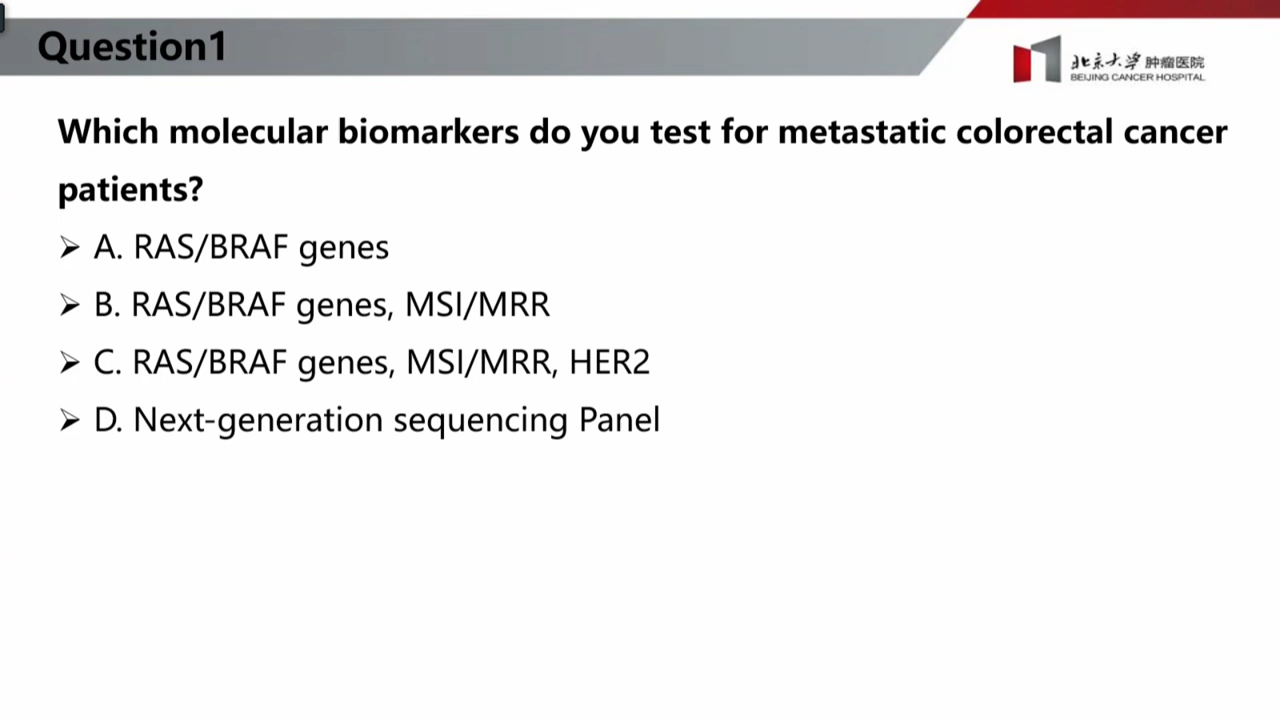 Question1
北京大学肿瘤医院
BEIJING CANCER HOSPITAL
Which molecular biomarkers do you test for metastatic colorectal cancer
patients?
➤ A. RAS/BRAF genes
➤ B. RAS/BRAF genes, MSI/MRR
➤ C. RAS/BRAF genes, MSI/MRR, HER2
➤ D. Next-generation sequencing Panel